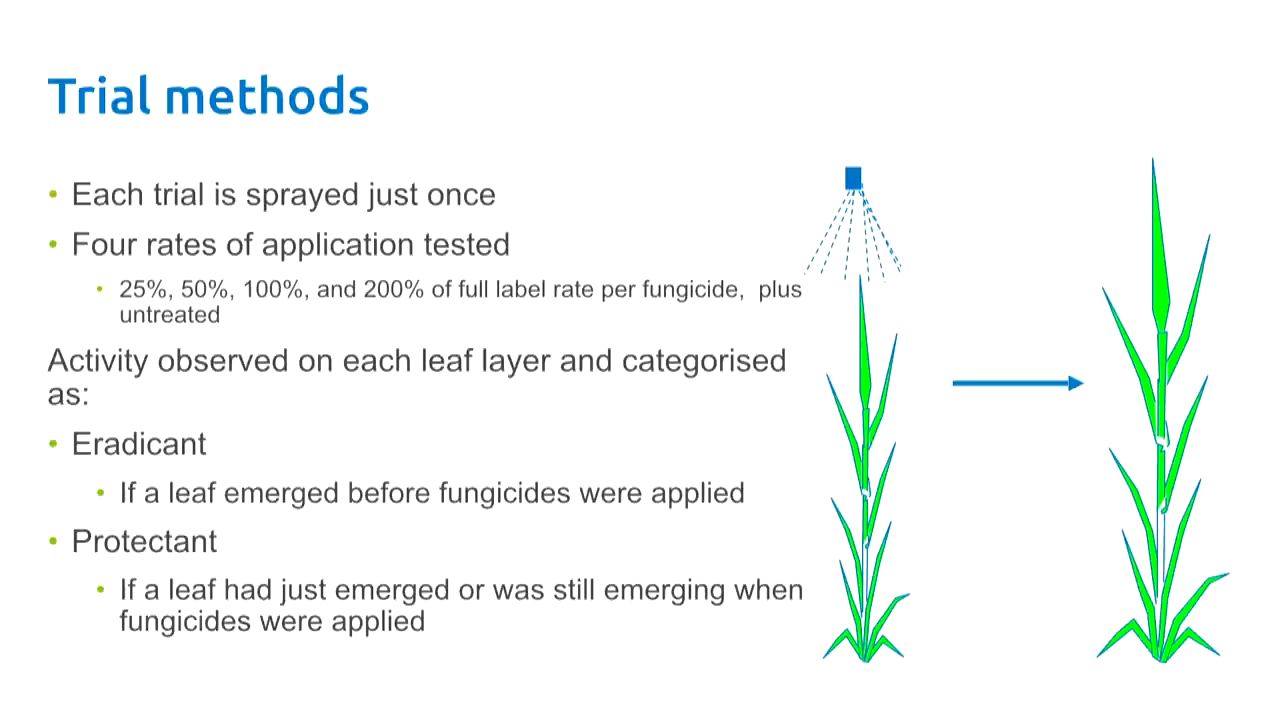 Trial methods
• Each trial is sprayed just once
• Four rates of application tested
• 25%, 50%, 100%, and 200% of full label rate per fungicide,  plus
untreated
Activity observed on each leaf layer and categorised
as:
• Eradicant
• If a leaf emerged before fungicides were applied
• Protectant
• If a leaf had just emerged or was still emerging when
fungicides were applied